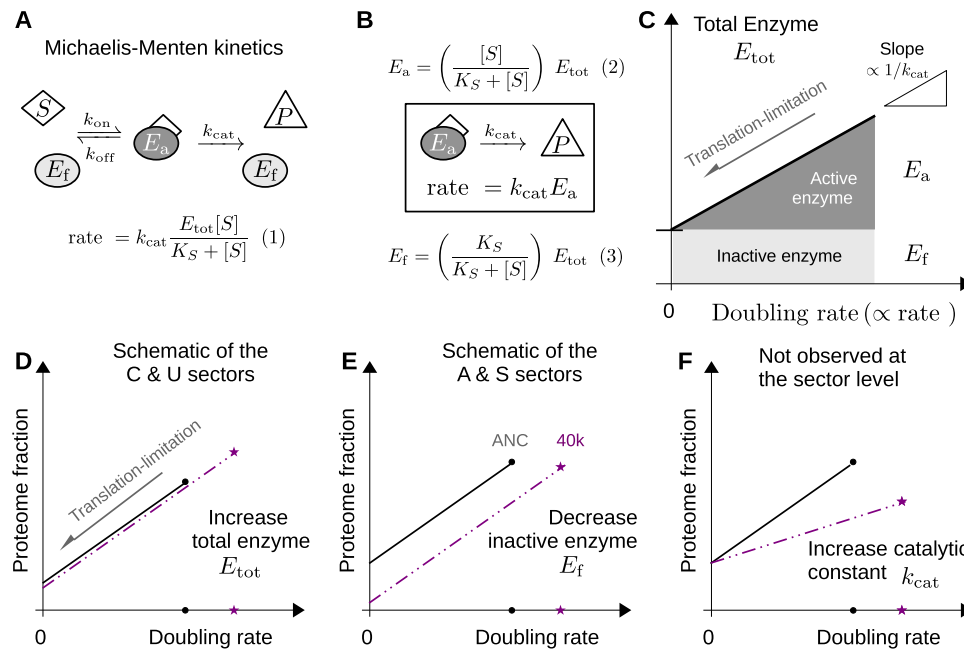 A
Michaelis-Menten kinetics
S
k_on
k_off
E_f
E_a
k_cat
P
E_f
rate = k_cat E_tot[S] / K_S + [S] (1)
B
E_a = ( [S] / K_S + [S] ) E_tot (2)
E_a
k_cat
P
rate = k_cat E_a
E_f = ( K_S / K_S + [S] ) E_tot (3)
C
Total Enzyme
E_tot
Slope
∝ 1/k_cat
Translation-limitation
Active
enzyme
E_a
Inactive enzyme
E_f
0
Doubling rate (∝ rate )
D
Schematic of the
C & U sectors
Proteome fraction
Translation-limitation
Increase
total enzyme
E_tot
0
Doubling rate
E
Schematic of the
A & S sectors
Proteome fraction
ANC
40k
Decrease
inactive enzyme
E_f
0
Doubling rate
F
Not observed at
the sector level
Proteome fraction
Increase catalytic
constant k_cat
0
Doubling rate